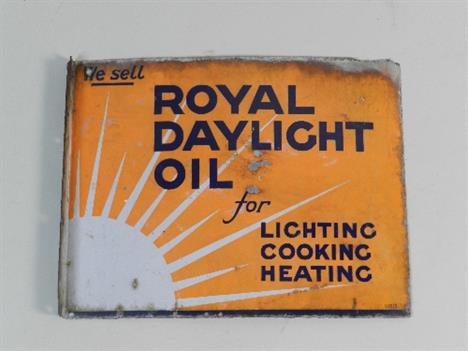 We sell
ROYAL
DAYLIGHT
OIL
for
LIGHTING
COOKING
HEATING